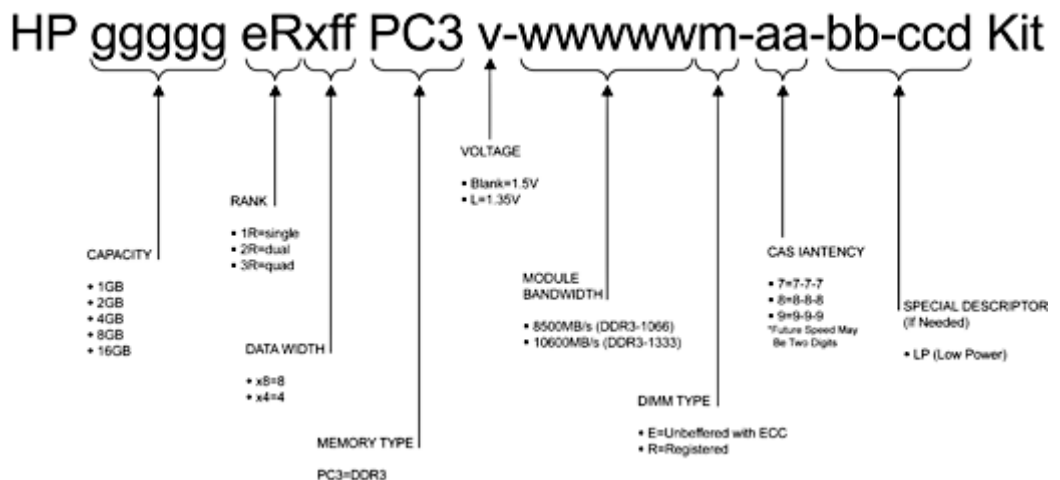 HP ggggg eRxff PC3 v-wwwwwm-aa-bb-ccd Kit
CAPACITY
• 1GB
• 2GB
• 4GB
• 8GB
• 16GB
RANK
• 1R=single
• 2R=dual
• 3R=quad
DATA WIDTH
• x8=8
• x4=4
MEMORY TYPE
PC3=DDR3
VOLTAGE
• Blank=1.5V
• L=1.35V
MODULE
BANDWIDTH
• 8500MB/s (DDR3-1066)
• 10600MB/s (DDR3-1333)
DIMM TYPE
• E=Unbeffered with ECC
• R=Registered
CAS IANTENCY
• 7=7-7-7
• 8=8-8-8
• 9=9-9-9
*Future Speed May
Be Two Digits
SPECIAL DESCRIPTOR
(If Needed)
• LP (Low Power)